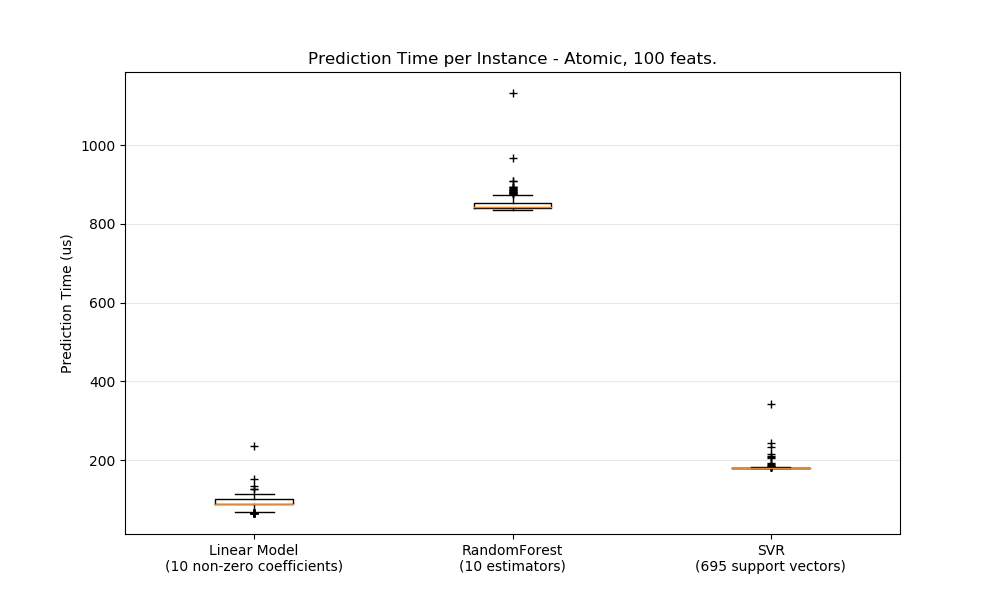 Prediction Time per Instance - Atomic, 100 feats.
Prediction Time (us)
1000
800
600
400
200
Linear Model
(10 non-zero coefficients)
RandomForest
(10 estimators)
SVR
(695 support vectors)